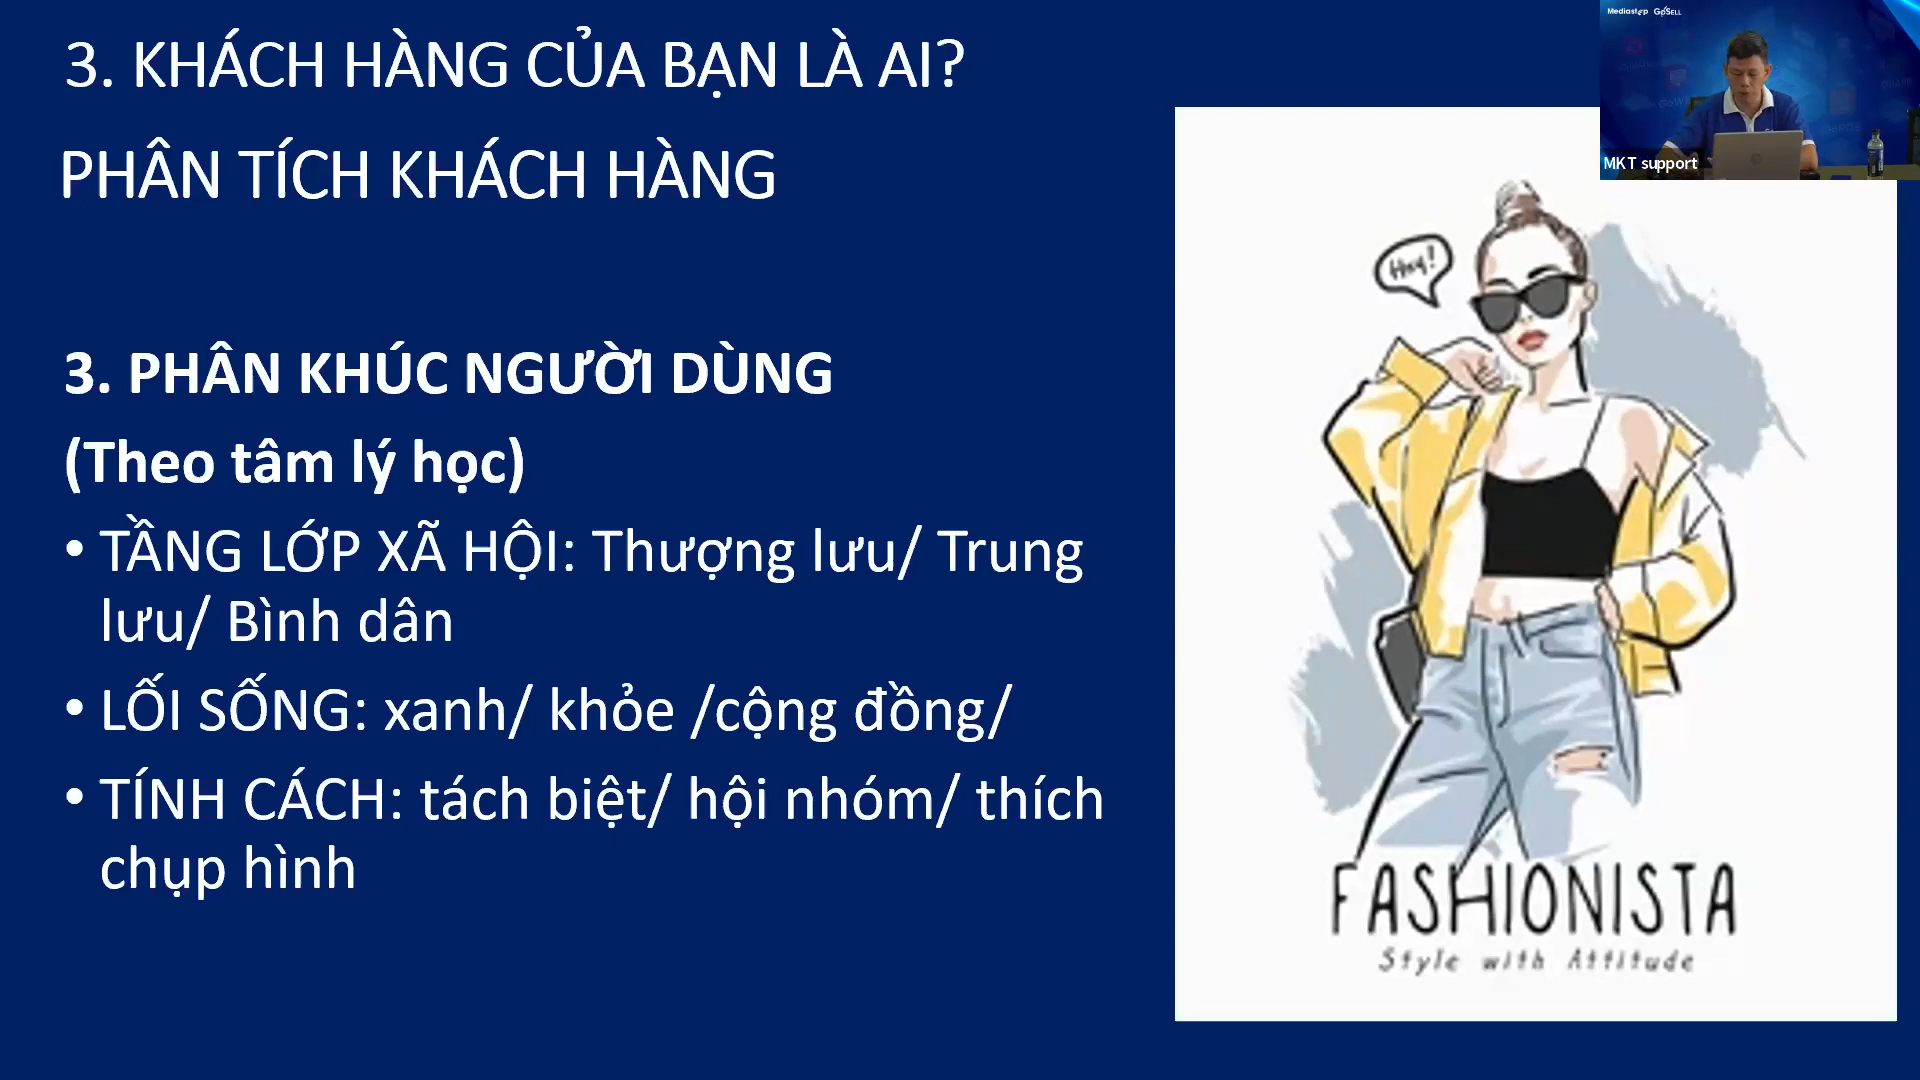 3. KHÁCH HÀNG CỦA BẠN LÀ AI?
PHÂN TÍCH KHÁCH HÀNG
3. PHÂN KHÚC NGƯỜI DÙNG
(Theo tâm lý học)
• TẦNG LỚP XÃ HỘI: Thượng lưu/ Trung
lưu/ Bình dân
• LỐI SỐNG: xanh/ khỏe /cộng đồng/
• TÍNH CÁCH: tách biệt/ hội nhóm/ thích
chụp hình
Mediastep GoSELL
MKT support
Hey!
FASHIONISTA
Style with Attitude